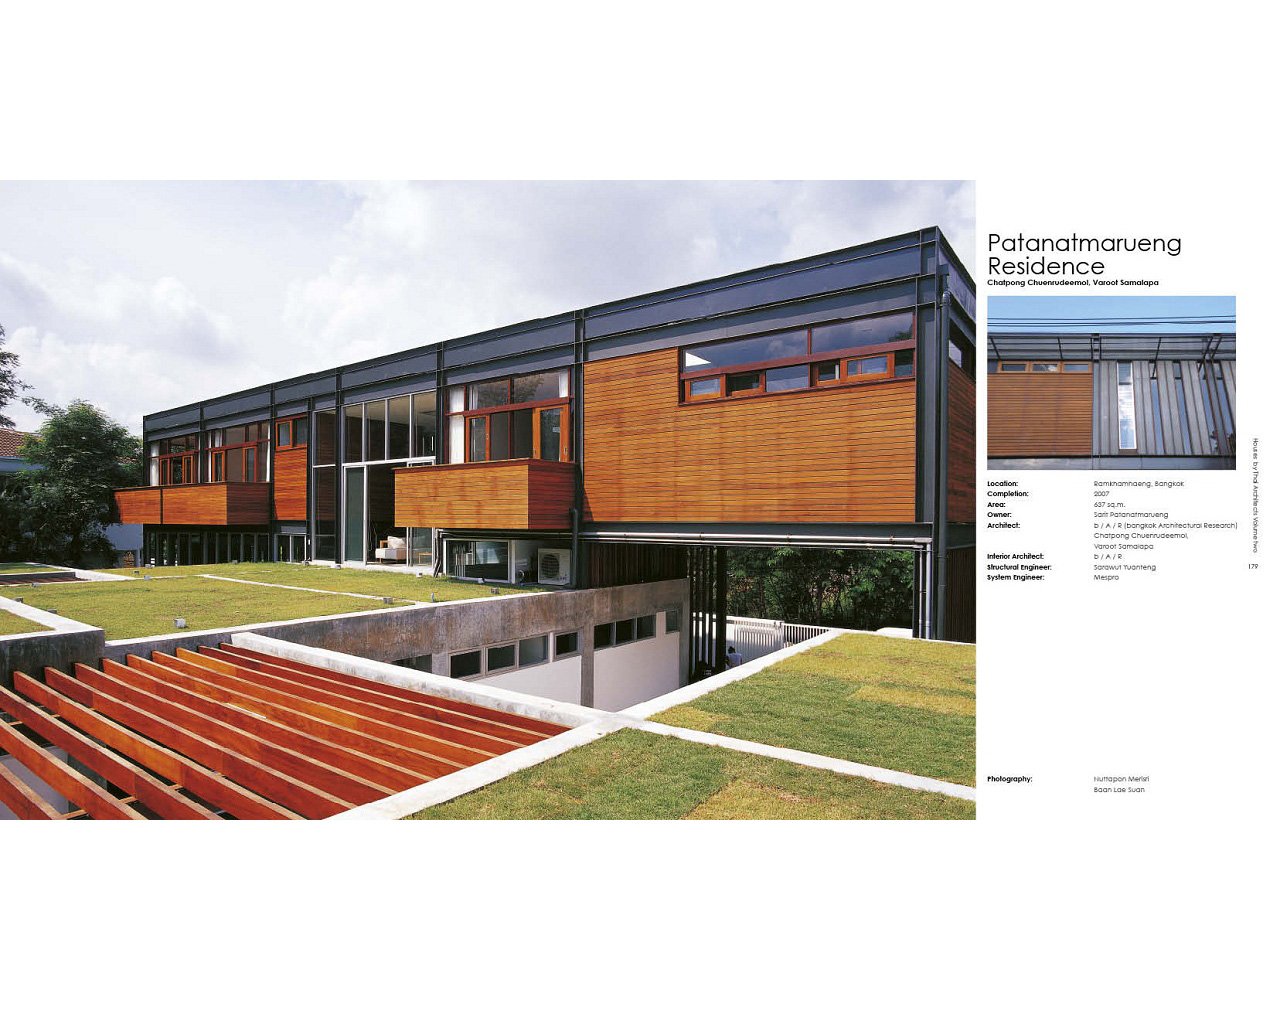 Patanatmarueng
Residence
Chatpong Chuenrudeemol, Varoot Samalapa
Location: Ramkhamhaeng, Bangkok
Completion: 2007
Area: 637 sq.m.
Owner: Sarit Patanatmarueng
Architect: b / A / R (bangkok Architectural Research)
Chatpong Chuenrudeemol,
Varoot Samalapa
Interior Architect: b / A / R
Structural Engineer: Sarawut Yuanteng
System Engineer: Mespro
Houses by Thai Architects Volume two
179
Photography: Nuttapon Merisri
Baan Lae Suan